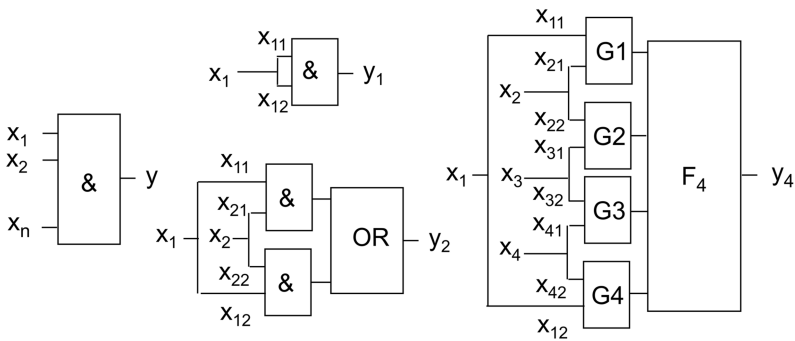 x₁
x₂
xₙ
&
y
x₁
x₁₁
x₁₂
&
y₁
x₁
x₁₁
x₂₁
x₂
x₂₂
x₁₂
&
&
OR
y₂
x₁
x₁₁
x₂₁
x₂
x₂₂
x₃₁
x₃
x₃₂
x₄₁
x₄
x₄₂
x₁₂
G1
G2
G3
G4
F₄
y₄